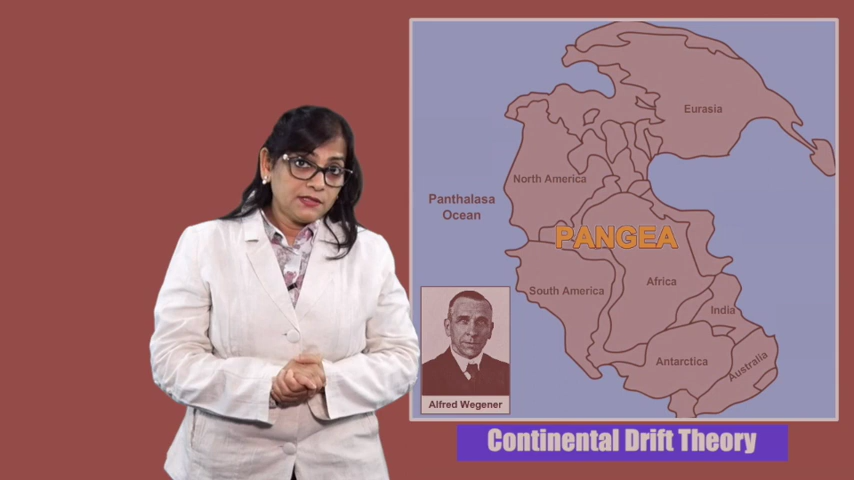 Eurasia
North America
Panthalasa
Ocean
PANGEA
South America
Africa
India
Antarctica
Australia
Alfred Wegener
Continental Drift Theory